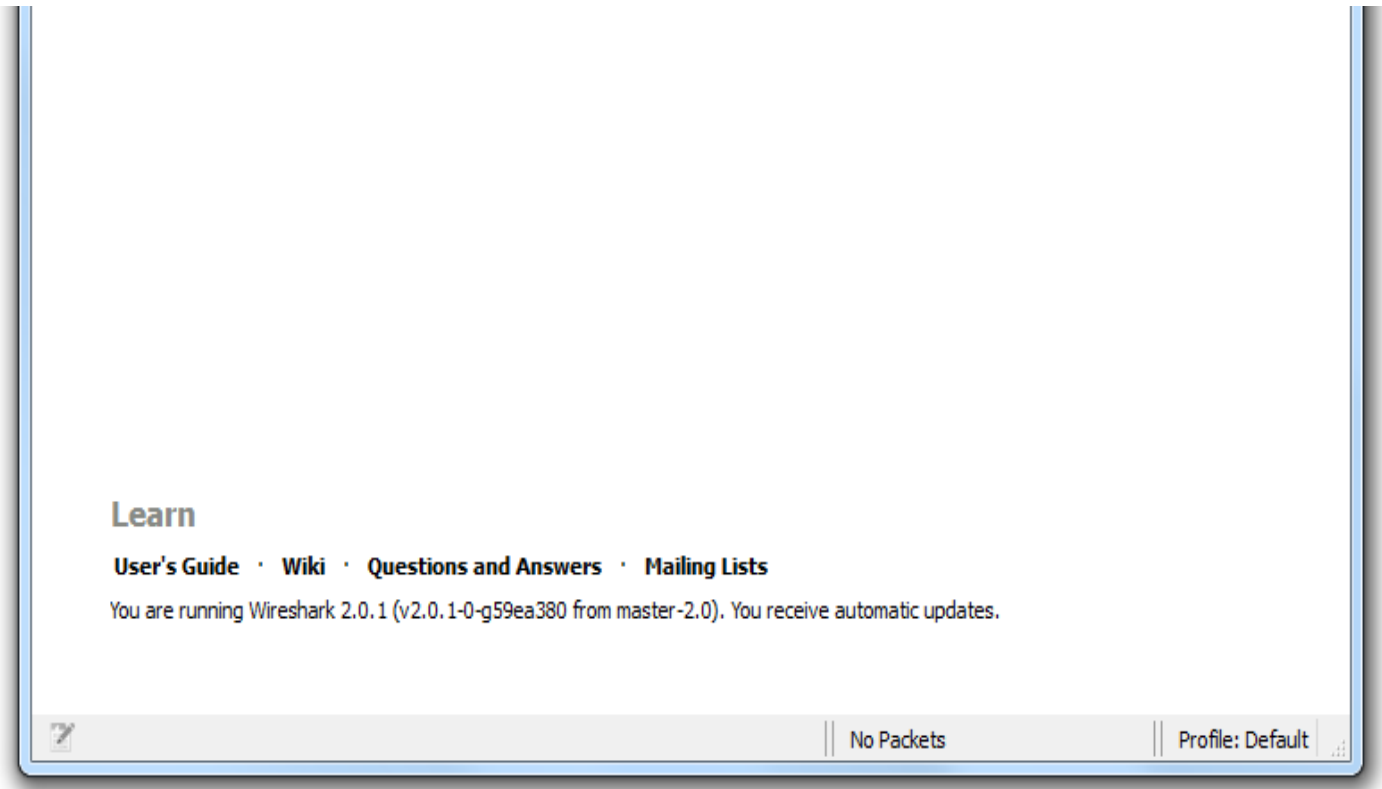 Learn
User's Guide · Wiki · Questions and Answers · Mailing Lists
You are running Wireshark 2.0.1 (v2.0.1-0-g59ea380 from master-2.0). You receive automatic updates.
No Packets Profile: Default